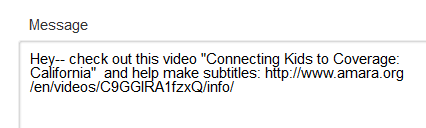 Message
Hey-- check out this video "Connecting Kids to Coverage:
California"  and help make subtitles: http://www.amara.org
/en/videos/C9GGlRA1fzxQ/info/